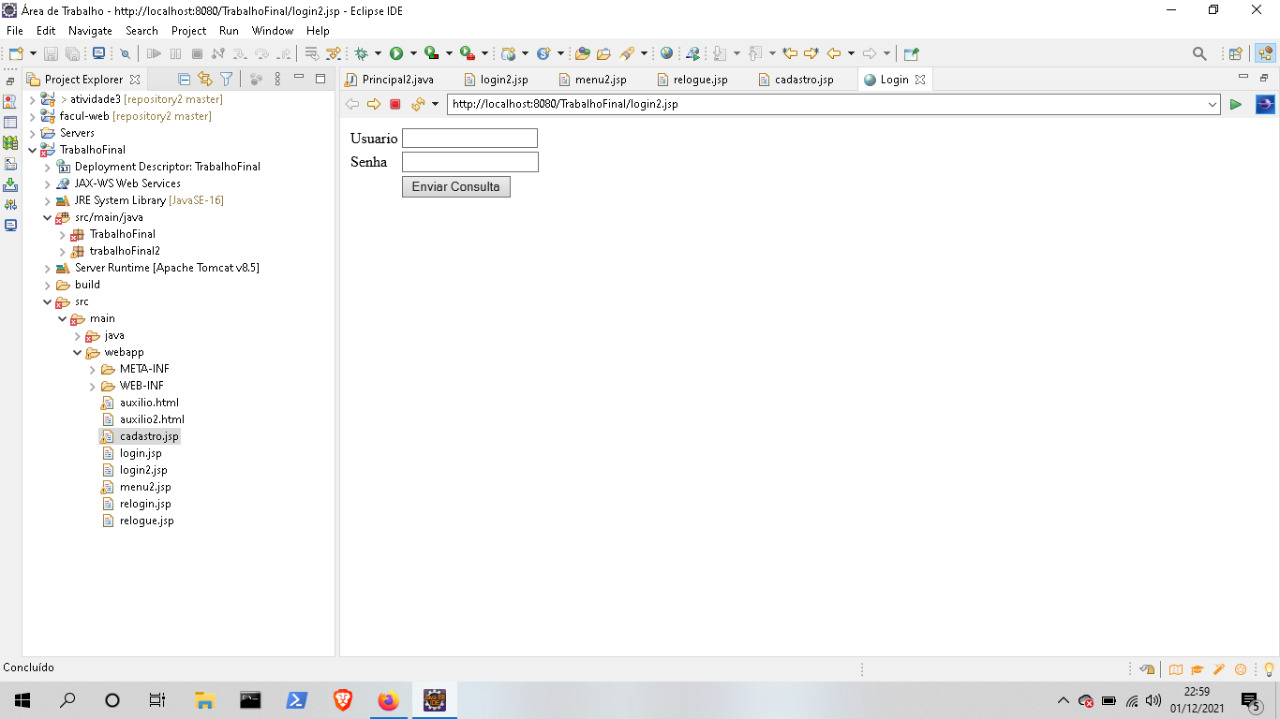 Área de Trabalho - http://localhost:8080/TrabalhoFinal/login2.jsp - Eclipse IDE
File Edit Navigate Search Project Run Window Help
Project Explorer
Principal2.java login2.jsp menu2.jsp relogue.jsp cadastro.jsp Login
http://localhost:8080/TrabalhoFinal/login2.jsp
> atividade3 [repository2 master]
facul-web [repository2 master]
Servers
TrabalhoFinal
Deployment Descriptor: TrabalhoFinal
JAX-WS Web Services
JRE System Library [JavaSE-16]
src/main/java
TrabalhoFinal
trabalhoFinal2
Server Runtime [Apache Tomcat v8.5]
build
src
main
java
webapp
META-INF
WEB-INF
auxilio.html
auxilio2.html
cadastro.jsp
login.jsp
login2.jsp
menu2.jsp
relogin.jsp
relogue.jsp
Usuario
Senha
Enviar Consulta
Concluído
22:59
01/12/2021
5